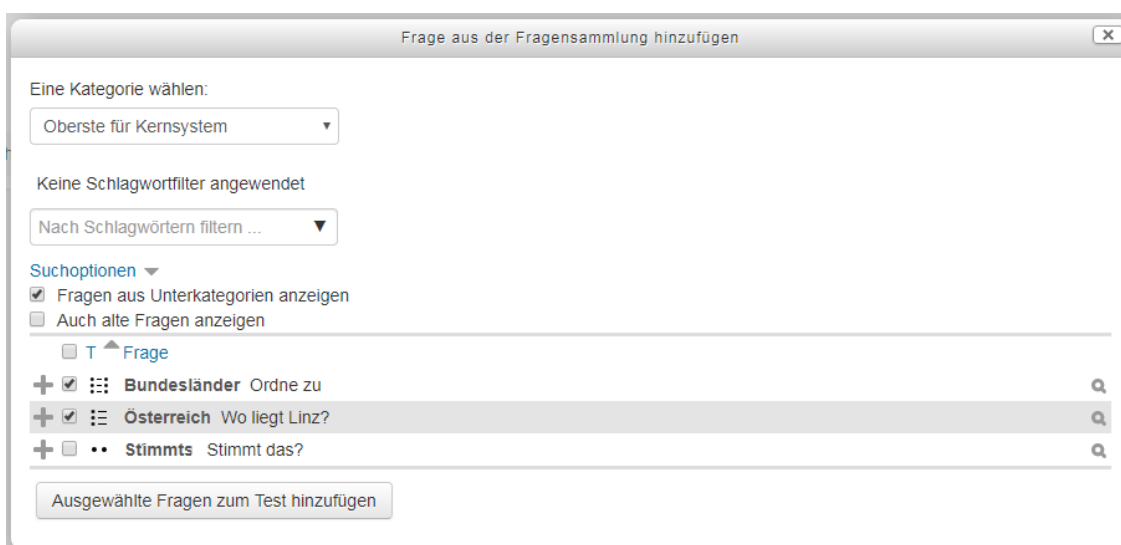 Frage aus der Fragensammlung hinzufügen
Eine Kategorie wählen:
Oberste für Kernsystem
Keine Schlagwortfilter angewendet
Nach Schlagwörtern filtern ...
Suchoptionen
Fragen aus Unterkategorien anzeigen
Auch alte Fragen anzeigen
T Frage
Bundesländer Ordne zu
Österreich Wo liegt Linz?
Stimmts Stimmt das?
Ausgewählte Fragen zum Test hinzufügen